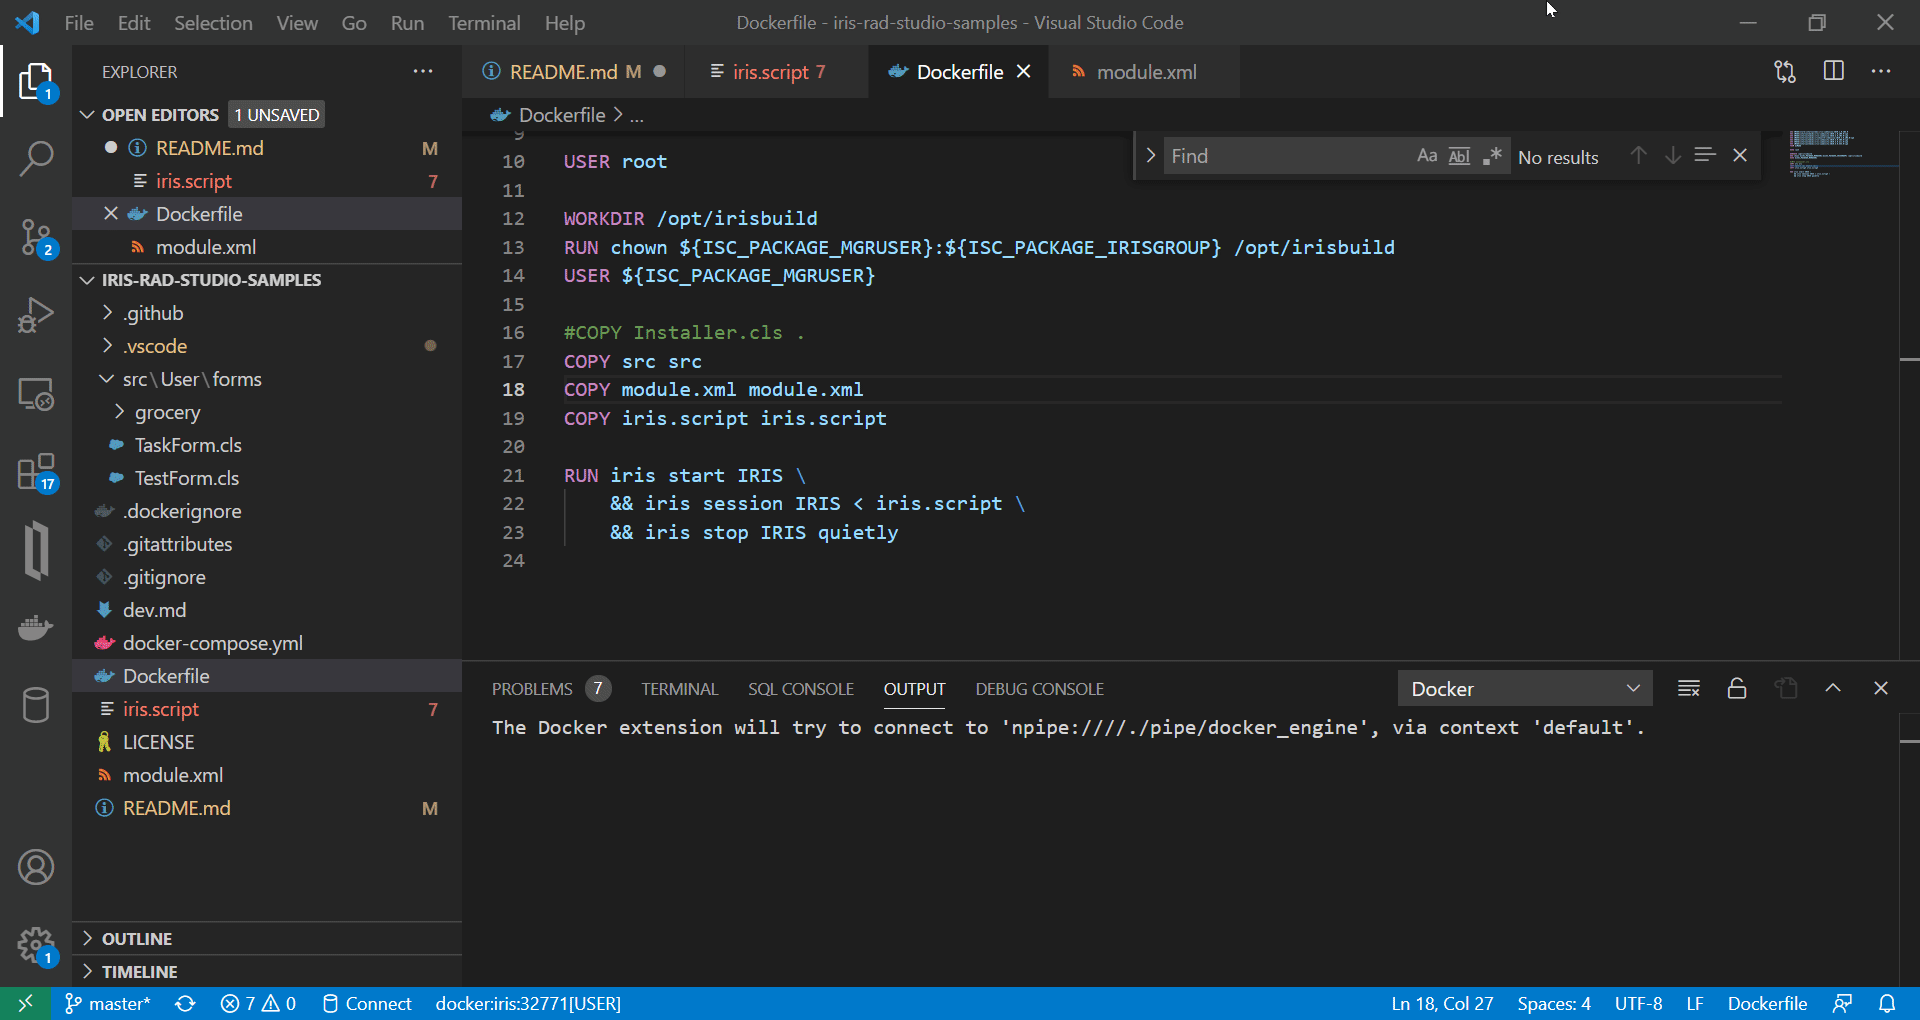 File Edit Selection View Go Run Terminal Help
Dockerfile - iris-rad-studio-samples - Visual Studio Code
EXPLORER
OPEN EDITORS 1 UNSAVED
README.md M
iris.script 7
Dockerfile
module.xml
IRIS-RAD-STUDIO-SAMPLES
.github
.vscode
src\User\forms
grocery
TaskForm.cls
TestForm.cls
.dockerignore
.gitattributes
.gitignore
dev.md
docker-compose.yml
Dockerfile
iris.script 7
LICENSE
module.xml
README.md M
OUTLINE
TIMELINE
1
2
17
1
README.md M
iris.script 7
Dockerfile
module.xml
Dockerfile > ...
Find Aa Abl .* No results
9
10 USER root
11
12 WORKDIR /opt/irisbuild
13 RUN chown ${ISC_PACKAGE_MGRUSER}:${ISC_PACKAGE_IRISGROUP} /opt/irisbuild
14 USER ${ISC_PACKAGE_MGRUSER}
15
16 #COPY Installer.cls .
17 COPY src src
18 COPY module.xml module.xml
19 COPY iris.script iris.script
20
21 RUN iris start IRIS \
22 && iris session IRIS < iris.script \
23 && iris stop IRIS quietly
24
PROBLEMS 7 TERMINAL SQL CONSOLE OUTPUT DEBUG CONSOLE Docker
The Docker extension will try to connect to 'npipe:////./pipe/docker_engine', via context 'default'.
master* 7 0 Connect docker:iris:32771[USER] Ln 18, Col 27 Spaces: 4 UTF-8 LF Dockerfile